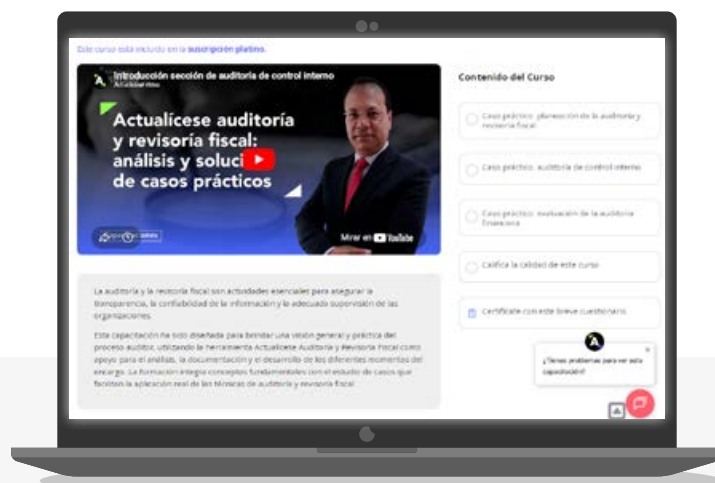 Este curso está incluido en la suscripción platino.
Introducción sección de auditoria de control interno
Actualícese auditoría
y revisoría fiscal:
análisis y soluci
de casos prácticos
Mirar en YouTube
La auditoría y la revisoría fiscal son actividades esenciales para asegurar la
transparencia, la confiabilidad de la información y la adecuada supervisión de las
organizaciones.
Esta capacitación ha sido diseñada para brindar una visión general y práctica del
proceso auditor, utilizando la herramienta Actualícese Auditoría y Revisoría Fiscal como
apoyo para el análisis, la documentación y el desarrollo de los diferentes momentos del
encargo. La formación integra conceptos fundamentales con el estudio de casos que
facilitan la aplicación real de las técnicas de auditoría y revisoría fiscal.
Contenido del Curso
Caso práctico: planeación de la auditoría y
revisoría fiscal
Caso práctico: auditoría de control interno
Caso práctico: evaluación de la auditoría
financiera
Califica la calidad de este curso
Certifícate con este breve cuestionario
¿Tienes problemas para ver esta
capacitación?